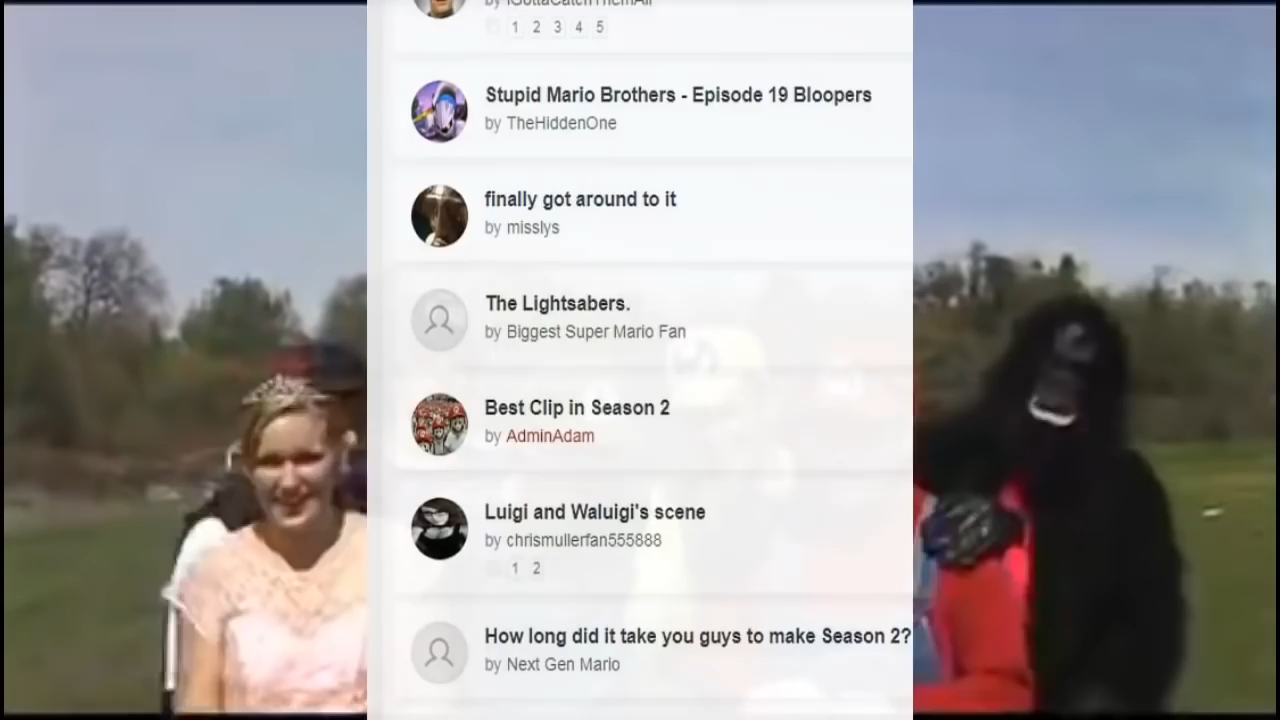 by IGottaCatchThemAll
1 2 3 4 5
Stupid Mario Brothers - Episode 19 Bloopers
by TheHiddenOne
finally got around to it
by misslys
The Lightsabers.
by Biggest Super Mario Fan
Best Clip in Season 2
by AdminAdam
Luigi and Waluigi's scene
by chrismullerfan555888
1 2
How long did it take you guys to make Season 2?
by Next Gen Mario